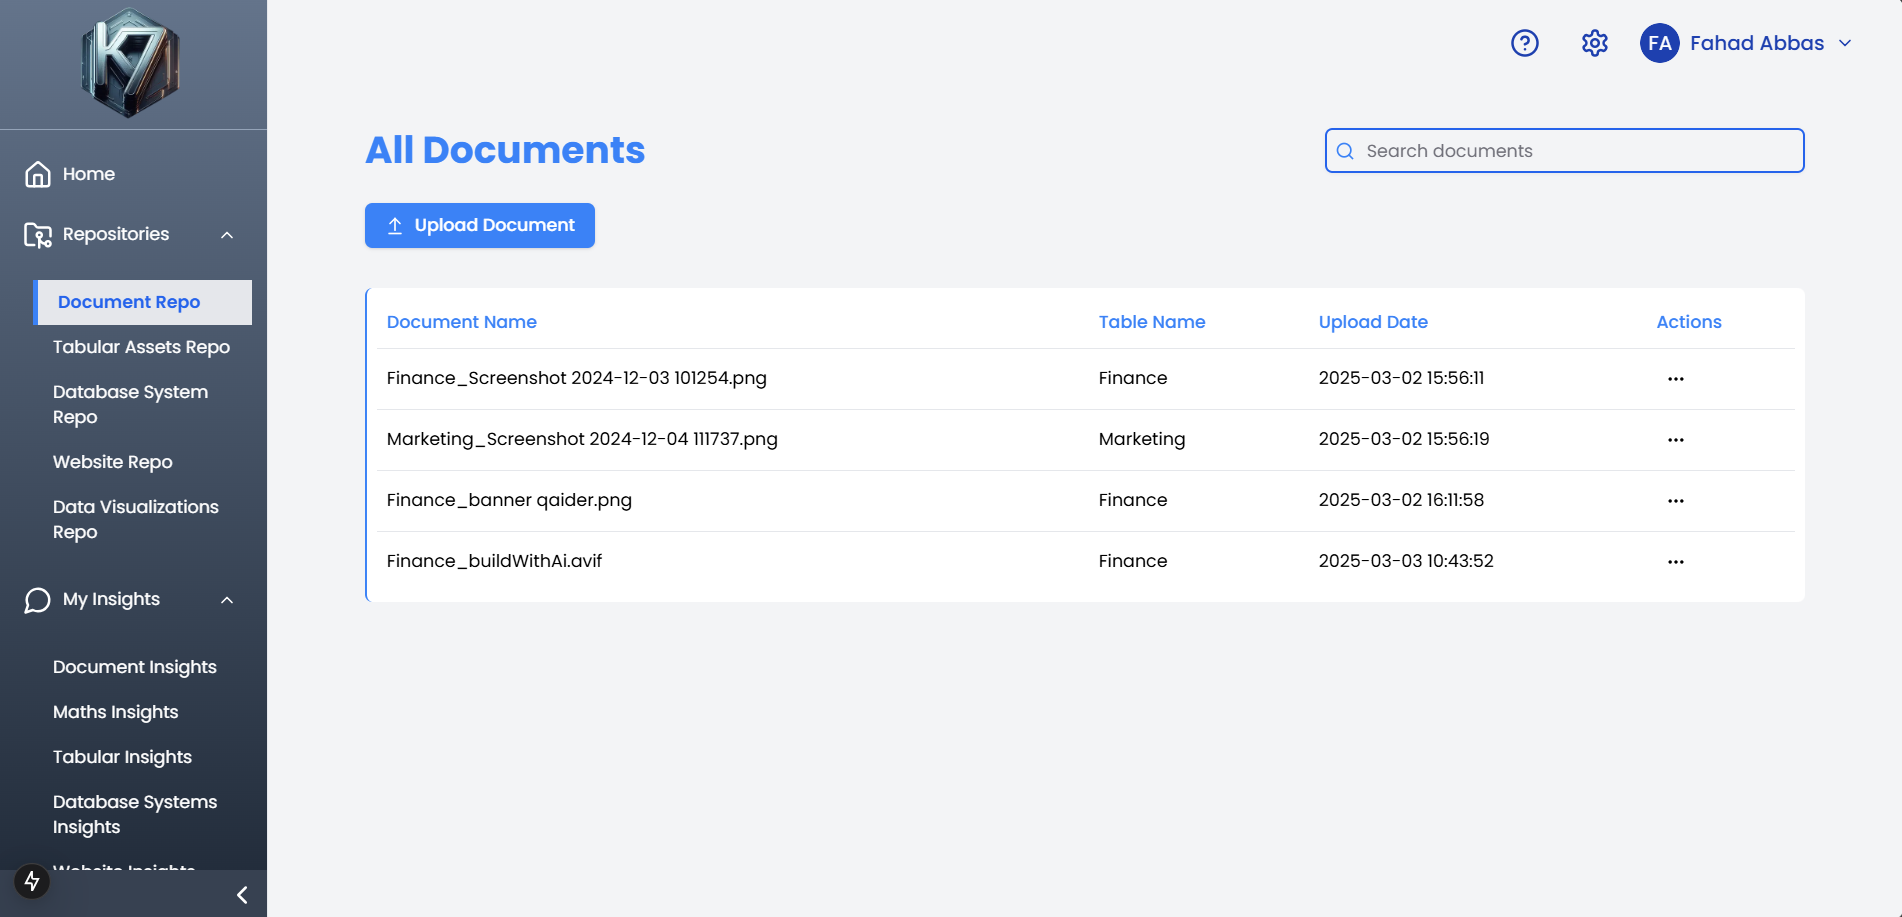 K7
FA Fahad Abbas
Home
Repositories
Document Repo
Tabular Assets Repo
Database System
Repo
Website Repo
Data Visualizations
Repo
My Insights
Document Insights
Maths Insights
Tabular Insights
Database Systems
Insights
Website Insights
All Documents
Search documents
Upload Document
Document Name Table Name Upload Date Actions
Finance_Screenshot 2024-12-03 101254.png Finance 2025-03-02 15:56:11
Marketing_Screenshot 2024-12-04 111737.png Marketing 2025-03-02 15:56:19
Finance_banner qaider.png Finance 2025-03-02 16:11:58
Finance_buildWithAi.avif Finance 2025-03-03 10:43:52